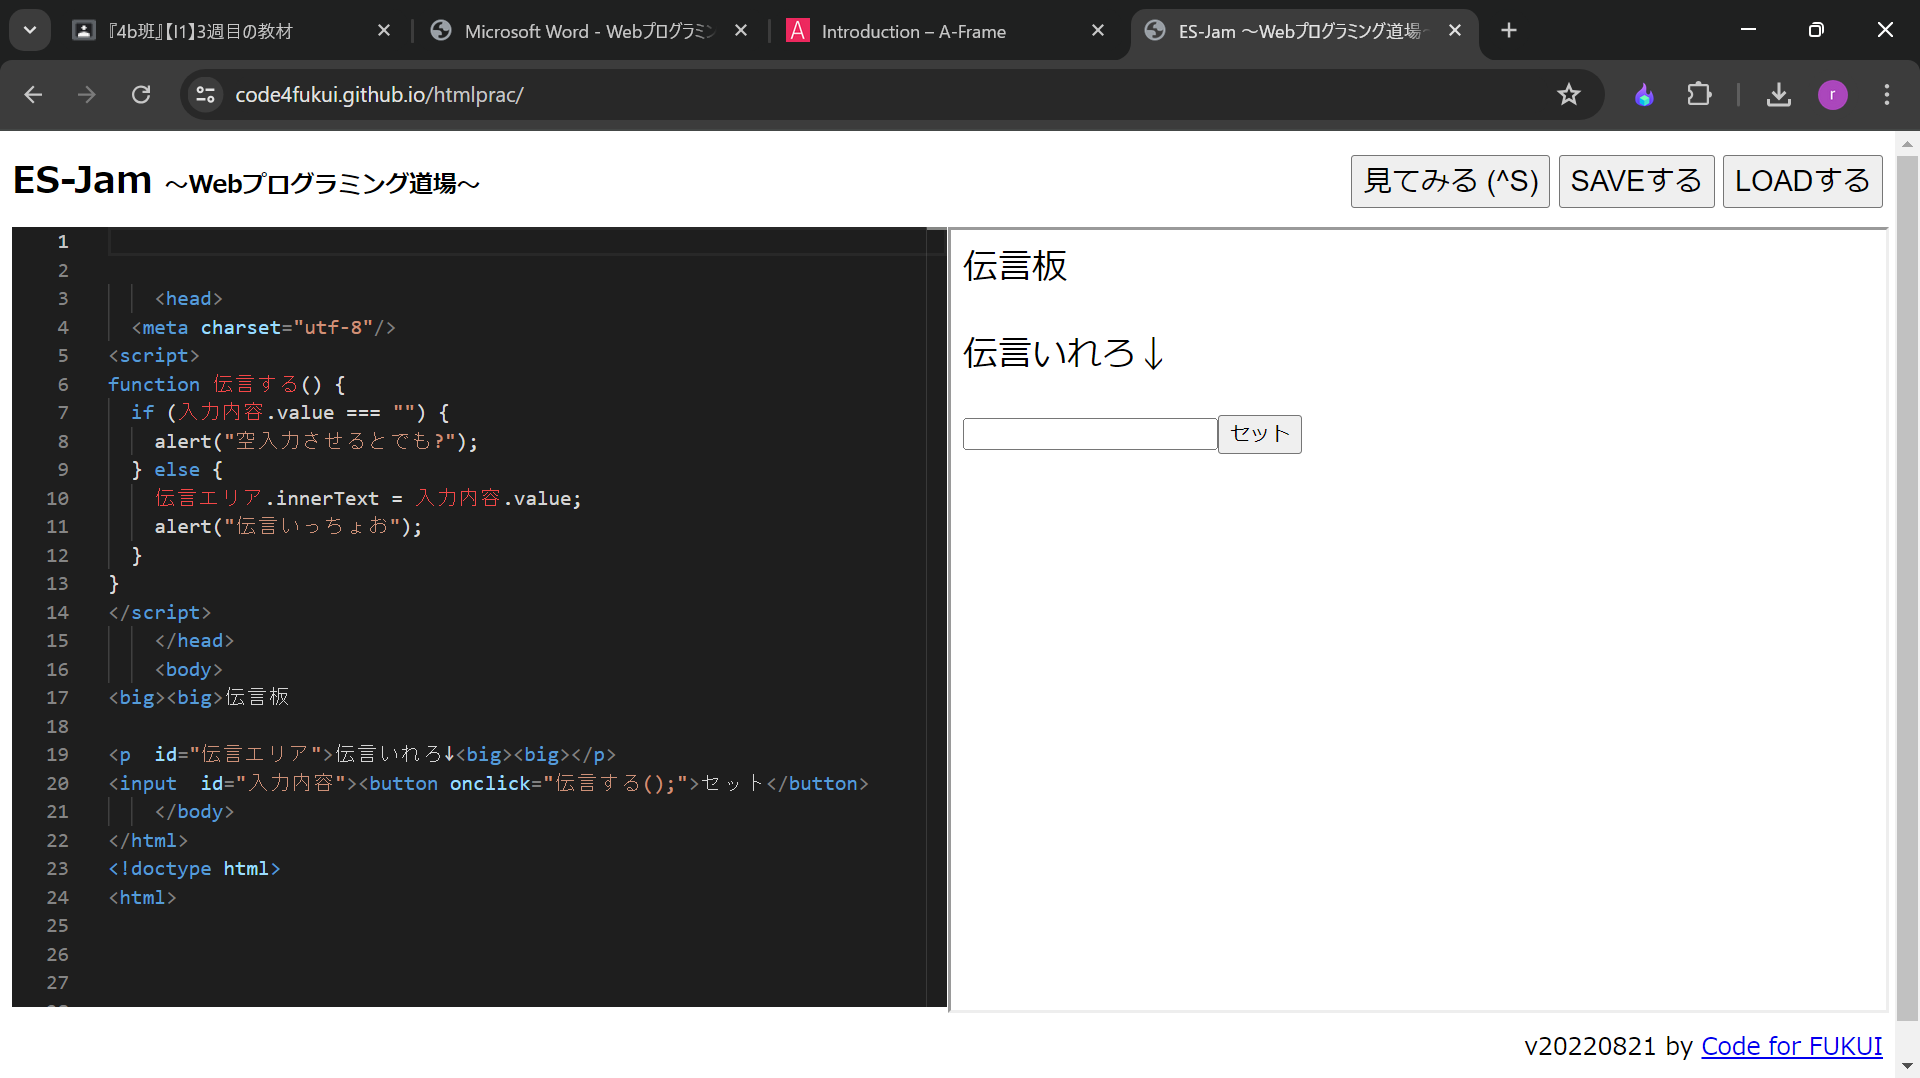 『4b班』【I1】3週目の教材
Microsoft Word - Webプログラミン
Introduction – A-Frame
ES-Jam ～Webプログラミング道場～
code4fukui.github.io/htmlprac/
r
ES-Jam ～Webプログラミング道場～
見てみる (^S)
SAVEする
LOADする
1
2
3 <head>
4 <meta charset="utf-8"/>
5 <script>
6 function 伝言する() {
7 if (入力内容.value === "") {
8 alert("空入力させるとでも?");
9 } else {
10 伝言エリア.innerText = 入力内容.value;
11 alert("伝言いっちょお");
12 }
13 }
14 </script>
15 </head>
16 <body>
17 <big><big>伝言板
18
19 <p  id="伝言エリア">伝言いれろ↓<big><big></p>
20 <input  id="入力内容"><button onclick="伝言する();">セット</button>
21 </body>
22 </html>
23 <!doctype html>
24 <html>
25
26
27
伝言板
伝言いれろ↓
セット
v20220821 by Code for FUKUI